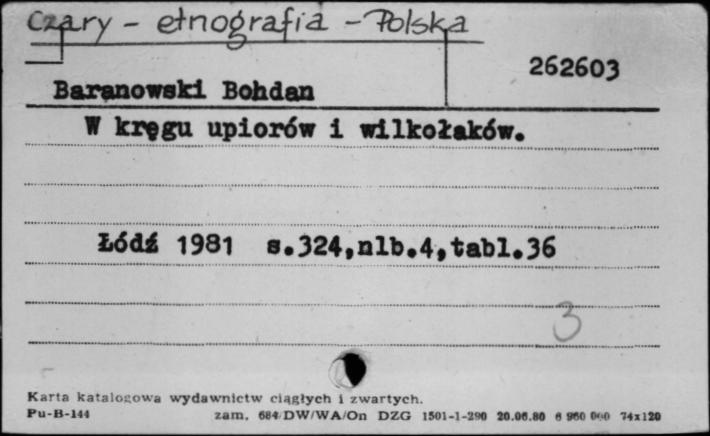 Czary - etnografia - Polska
262603
Baranowski Bohdan
W kręgu upiorów i wilkołaków.
Łódź 1981 s.324,nlb.4,tabl.36
3
Karta katalogowa wydawnictw ciągłych i zwartych.
Pu-B-144 zam. 684/DW/WA/On DZG 1501-1-290 20.06.80 6 960 000 74x120